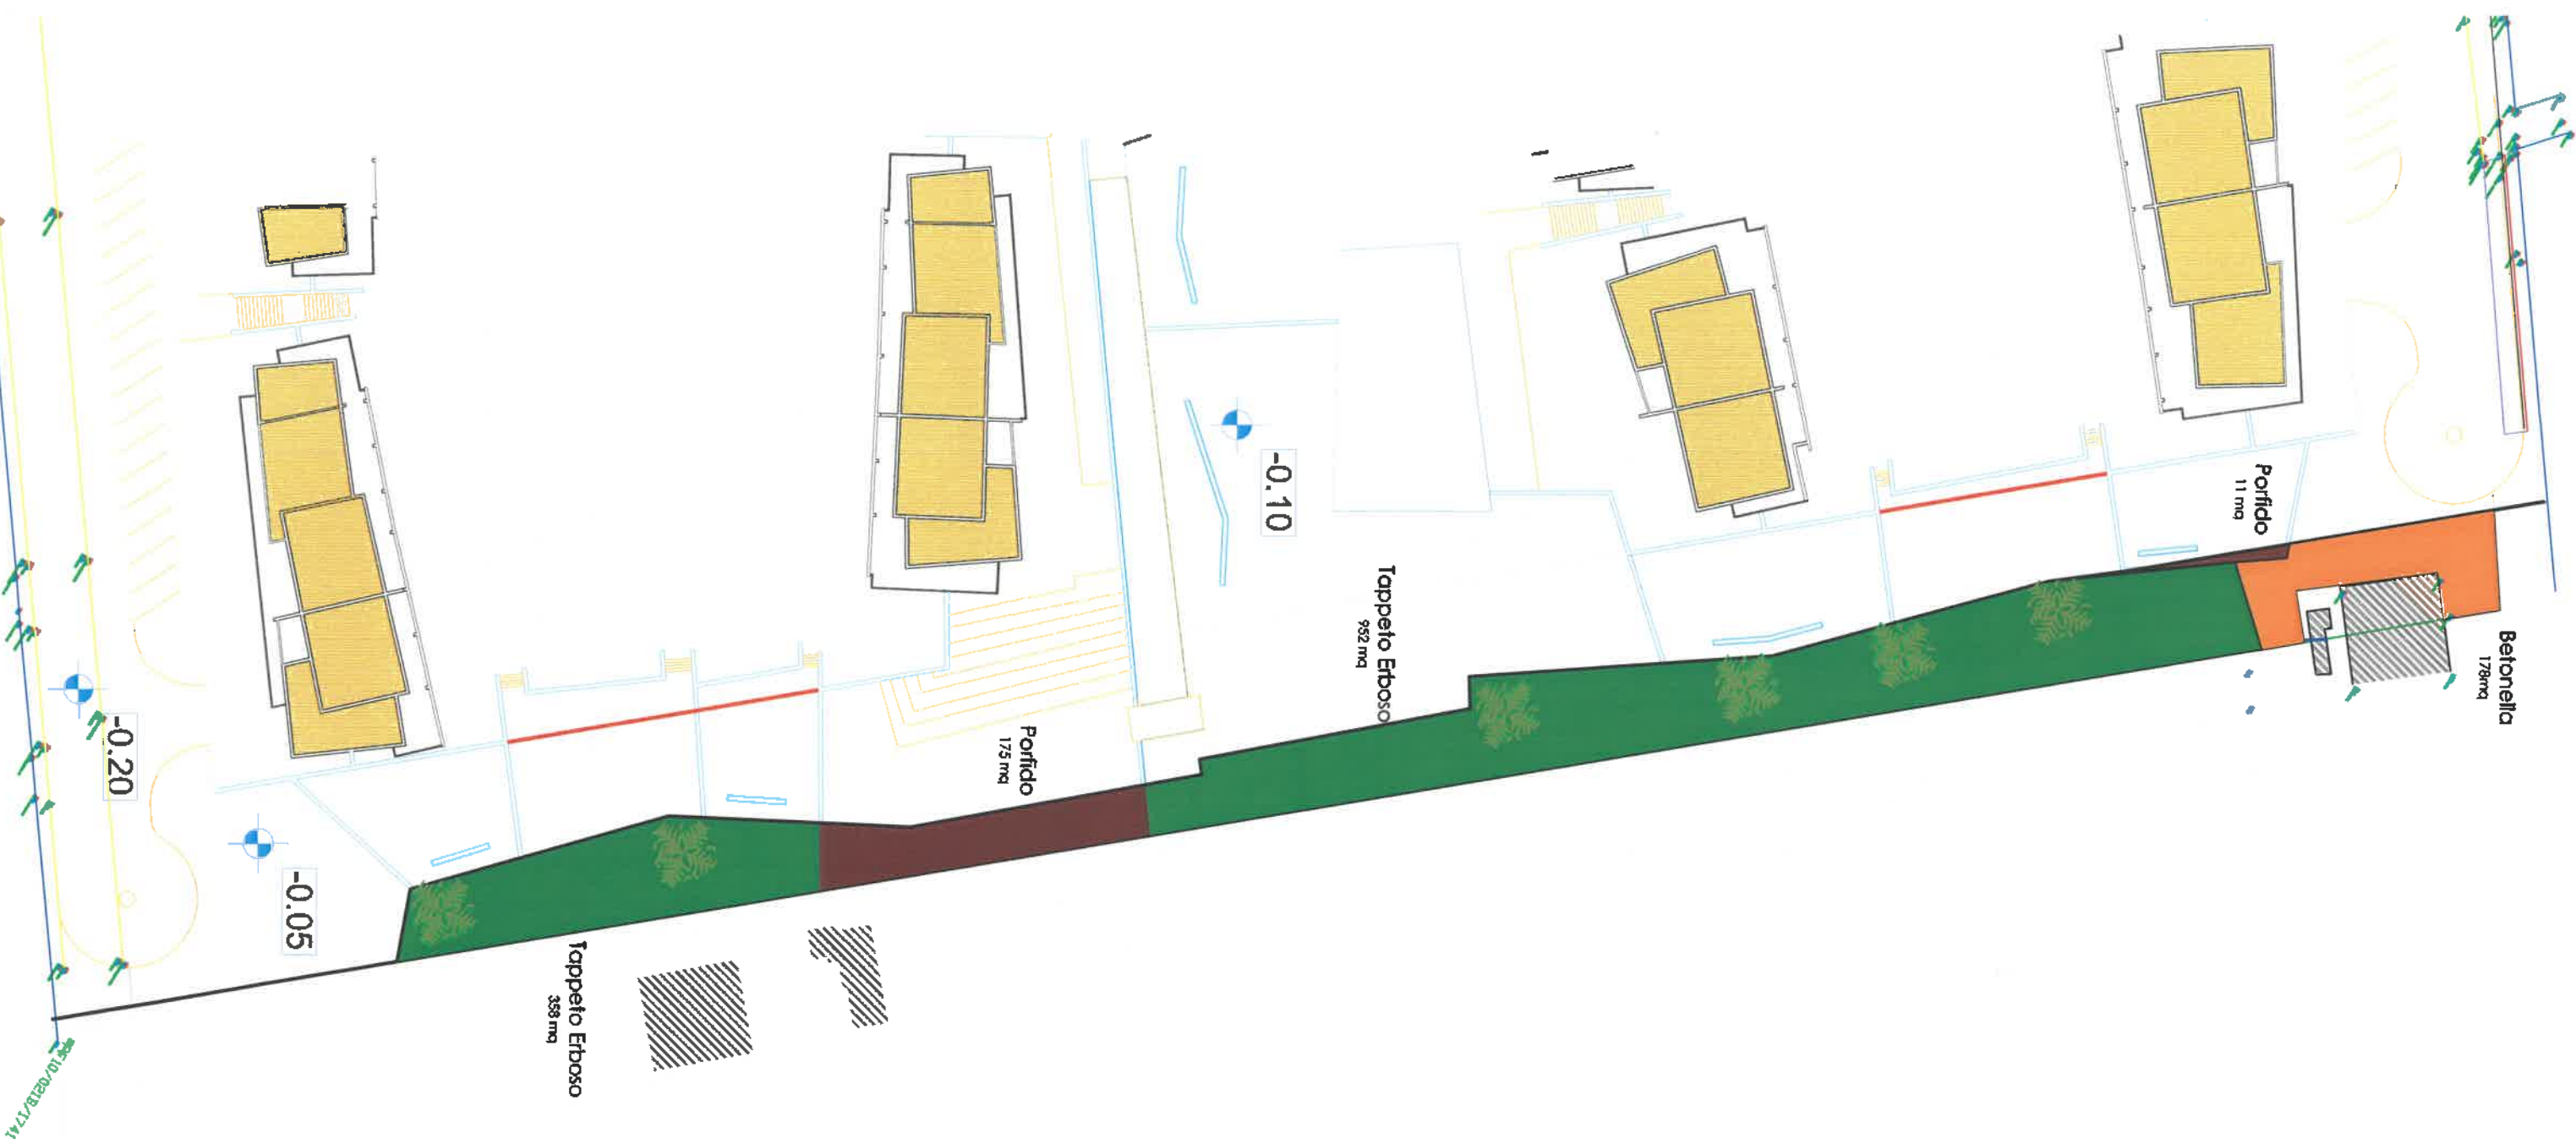 Betonella
178mq
Porfido
11 mq
Tappeto Erboso
952 mq
-0.10
Porfido
175 mq
Tappeto Erboso
358 mq
-0.05
-0.20